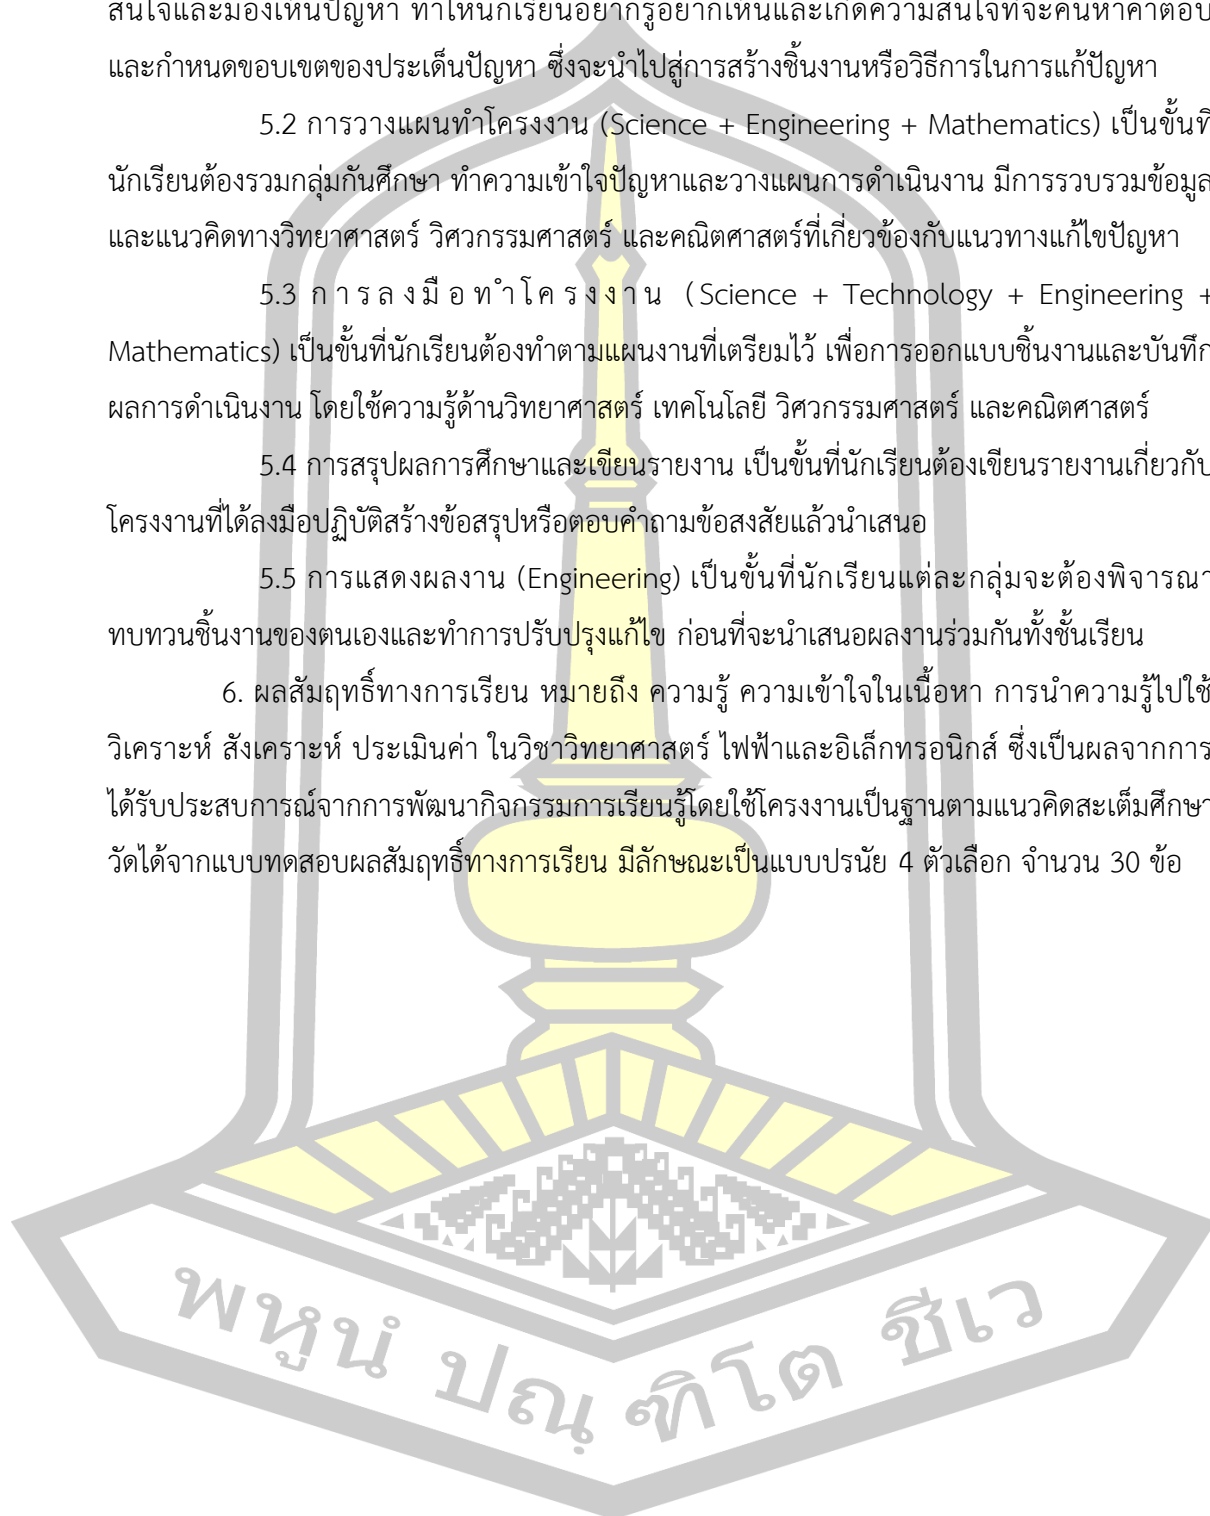 สนใจและมองเห็นปัญหา ทำให้นักเรียนอยากรู้อยากเห็นและเกิดความสนใจที่จะค้นหาคำตอบ
และกำหนดขอบเขตของประเด็นปัญหา ซึ่งจะนำไปสู่การสร้างชิ้นงานหรือวิธีการในการแก้ปัญหา
5.2 การวางแผนทำโครงงาน (Science + Engineering + Mathematics) เป็นขั้นที่
นักเรียนต้องรวมกลุ่มกันศึกษา ทำความเข้าใจปัญหาและวางแผนการดำเนินงาน มีการรวบรวมข้อมูล
และแนวคิดทางวิทยาศาสตร์ วิศวกรรมศาสตร์ และคณิตศาสตร์ที่เกี่ยวข้องกับแนวทางแก้ไขปัญหา
5.3 การลงมือทำโครงงาน (Science + Technology + Engineering +
Mathematics) เป็นขั้นที่นักเรียนต้องทำตามแผนงานที่เตรียมไว้ เพื่อการออกแบบชิ้นงานและบันทึก
ผลการดำเนินงาน โดยใช้ความรู้ด้านวิทยาศาสตร์ เทคโนโลยี วิศวกรรมศาสตร์ และคณิตศาสตร์
5.4 การสรุปผลการศึกษาและเขียนรายงาน เป็นขั้นที่นักเรียนต้องเขียนรายงานเกี่ยวกับ
โครงงานที่ได้ลงมือปฏิบัติสร้างข้อสรุปหรือตอบคำถามข้อสงสัยแล้วนำเสนอ
5.5 การแสดงผลงาน (Engineering) เป็นขั้นที่นักเรียนแต่ละกลุ่มจะต้องพิจารณา
ทบทวนชิ้นงานของตนเองและทำการปรับปรุงแก้ไข ก่อนที่จะนำเสนอผลงานร่วมกันทั้งชั้นเรียน
6. ผลสัมฤทธิ์ทางการเรียน หมายถึง ความรู้ ความเข้าใจในเนื้อหา การนำความรู้ไปใช้
วิเคราะห์ สังเคราะห์ ประเมินค่า ในวิชาวิทยาศาสตร์ ไฟฟ้าและอิเล็กทรอนิกส์ ซึ่งเป็นผลจากการ
ได้รับประสบการณ์จากการพัฒนากิจกรรมการเรียนรู้โดยใช้โครงงานเป็นฐานตามแนวคิดสะเต็มศึกษา
วัดได้จากแบบทดสอบผลสัมฤทธิ์ทางการเรียน มีลักษณะเป็นแบบปรนัย 4 ตัวเลือก จำนวน 30 ข้อ
พหูนํ ปณฺฑิโต ชีเว